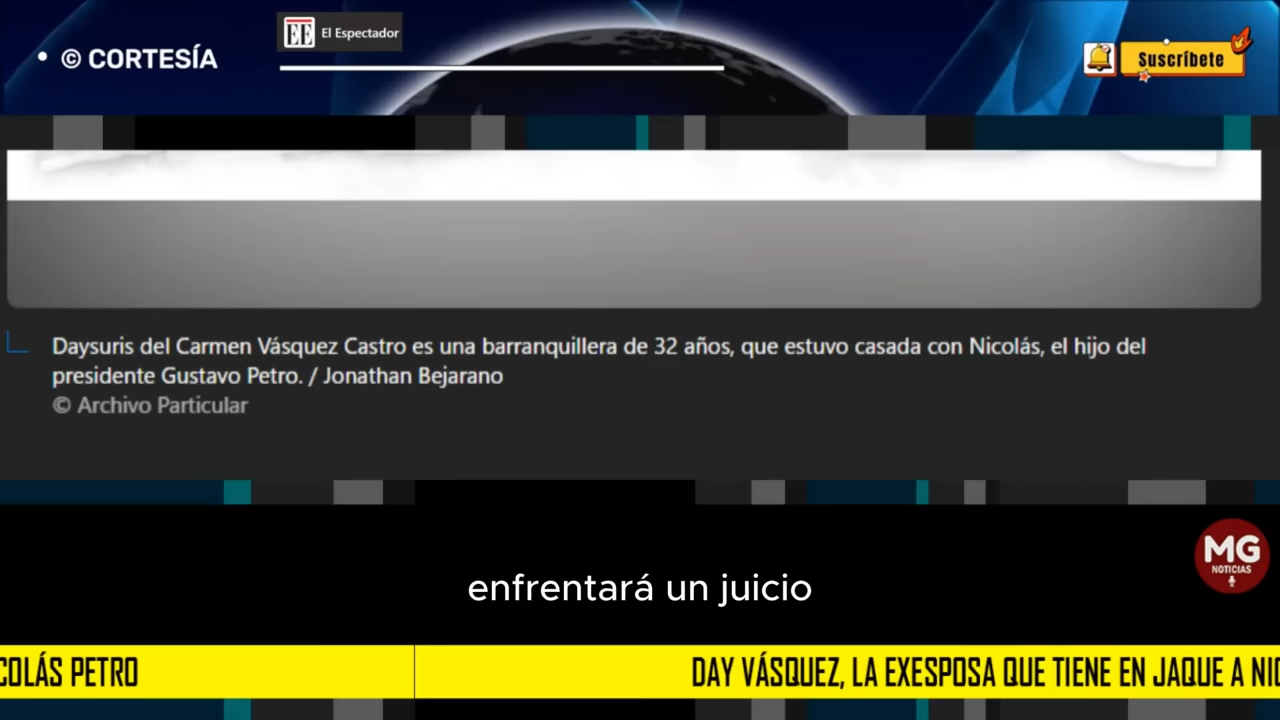 • © CORTESÍA
EE El Espectador
Suscríbete
Daysuris del Carmen Vásquez Castro es una barranquillera de 32 años, que estuvo casada con Nicolás, el hijo del
presidente Gustavo Petro. / Jonathan Bejarano
© Archivo Particular
MG
NOTICIAS
enfrentará un juicio
COLÁS PETRO
DAY VÁSQUEZ, LA EXESPOSA QUE TIENE EN JAQUE A NIC